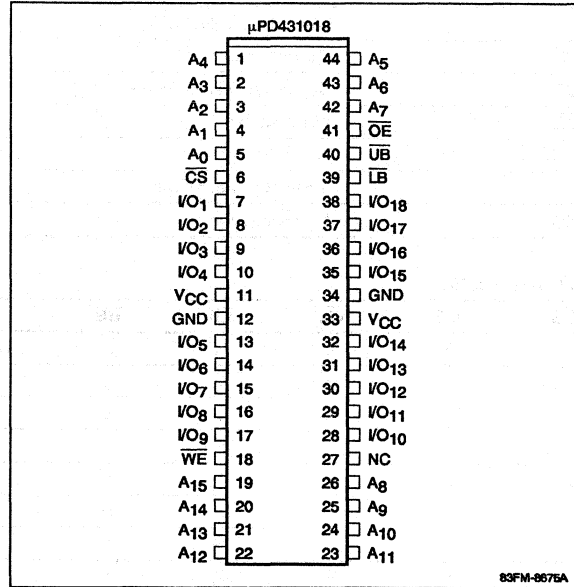 μPD431018
A4 1 44 A5
A3 2 43 A6
A2 3 42 A7
A1 4 41 OE
A0 5 40 UB
CS 6 39 LB
I/O1 7 38 I/O18
I/O2 8 37 I/O17
I/O3 9 36 I/O16
I/O4 10 35 I/O15
VCC 11 34 GND
GND 12 33 VCC
I/O5 13 32 I/O14
I/O6 14 31 I/O13
I/O7 15 30 I/O12
I/O8 16 29 I/O11
I/O9 17 28 I/O10
WE 18 27 NC
A15 19 26 A8
A14 20 25 A9
A13 21 24 A10
A12 22 23 A11
83FM-8675A